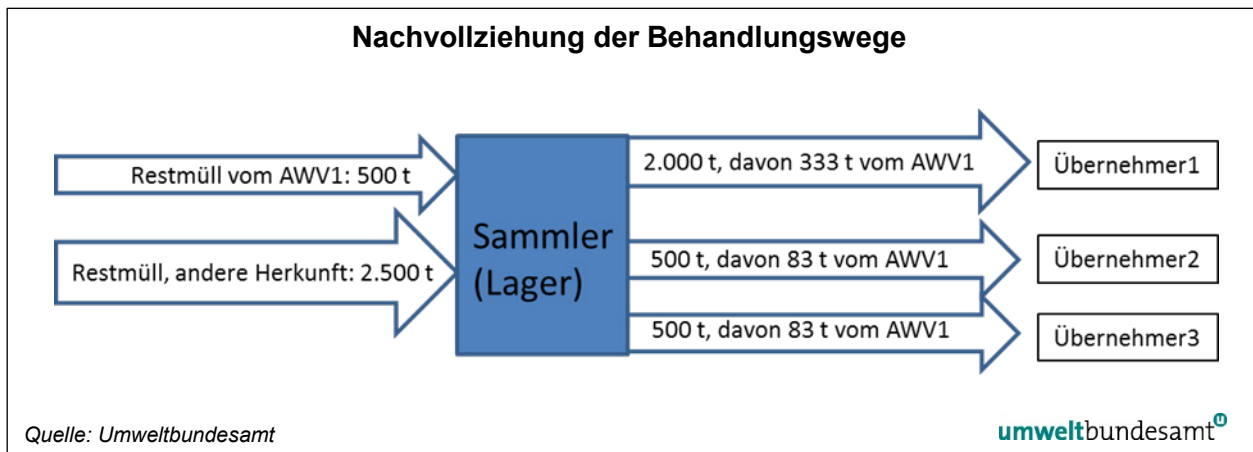 Nachvollziehung der Behandlungswege
Restmüll vom AWV1: 500 t
Restmüll, andere Herkunft: 2.500 t
Sammler
(Lager)
2.000 t, davon 333 t vom AWV1
Übernehmer1
500 t, davon 83 t vom AWV1
Übernehmer2
500 t, davon 83 t vom AWV1
Übernehmer3
Quelle: Umweltbundesamt
umweltbundesamt u